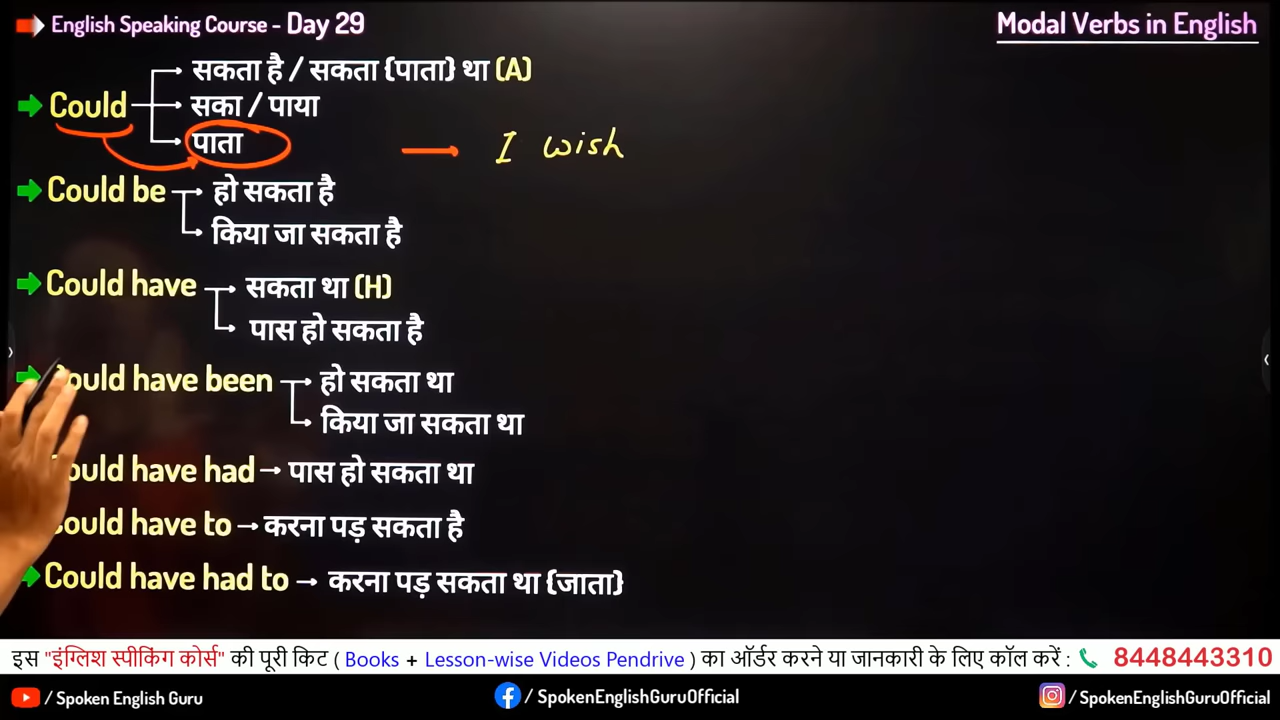 English Speaking Course - Day 29
Modal Verbs in English
Could
सकता है / सकता {पाता} था (A)
सका / पाया
पाता
I wish
Could be
हो सकता है
किया जा सकता है
Could have
सकता था (H)
पास हो सकता है
Could have been
हो सकता था
किया जा सकता था
Could have had → पास हो सकता था
Could have to → करना पड़ सकता है
Could have had to → करना पड़ सकता था {जाता}
इस "इंग्लिश स्पीकिंग कोर्स" की पूरी किट ( Books + Lesson-wise Videos Pendrive ) का ऑर्डर करने या जानकारी के लिए कॉल करें : 8448443310
/ Spoken English Guru
/ SpokenEnglishGuruOfficial
/ SpokenEnglishGuruOfficial